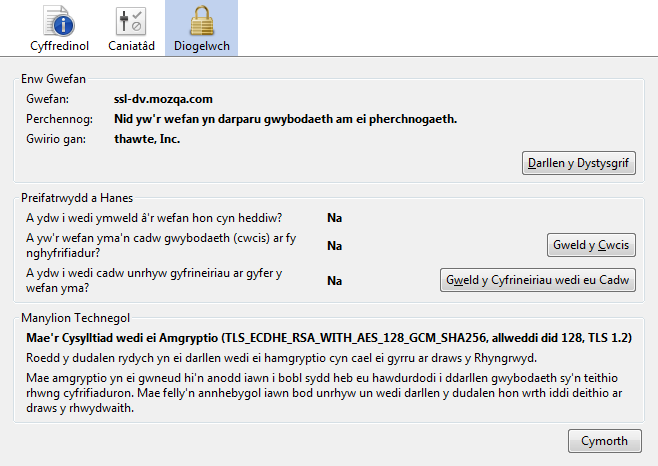 Cyffredinol Caniatâd Diogelwch
Enw Gwefan
Gwefan: ssl-dv.mozqa.com
Perchennog: Nid yw'r wefan yn darparu gwybodaeth am ei pherchnogaeth.
Gwirio gan: thawte, Inc.
Darllen y Dystysgrif
Preifatrwydd a Hanes
A ydw i wedi ymweld â'r wefan hon cyn heddiw? Na
A yw'r wefan yma'n cadw gwybodaeth (cwcis) ar fy
nghyfrifiadur? Na Gweld y Cwcis
A ydw i wedi cadw unrhyw gyfrineiriau ar gyfer y
wefan yma? Na Gweld y Cyfrineiriau wedi eu Cadw
Manylion Technegol
Mae'r Cysylltiad wedi ei Amgryptio (TLS_ECDHE_RSA_WITH_AES_128_GCM_SHA256, allweddi did 128, TLS 1.2)
Roedd y dudalen rydych yn ei darllen wedi ei hamgryptio cyn cael ei gyrru ar draws y Rhyngrwyd.
Mae amgryptio yn ei gwneud hi'n anodd iawn i bobl sydd heb eu hawdurdodi i ddarllen gwybodaeth sy'n teithio
rhwng cyfrifiaduron. Mae felly'n annhebygol iawn bod unrhyw un wedi darllen y dudalen hon wrth iddi deithio ar
draws y rhwydwaith.
Cymorth